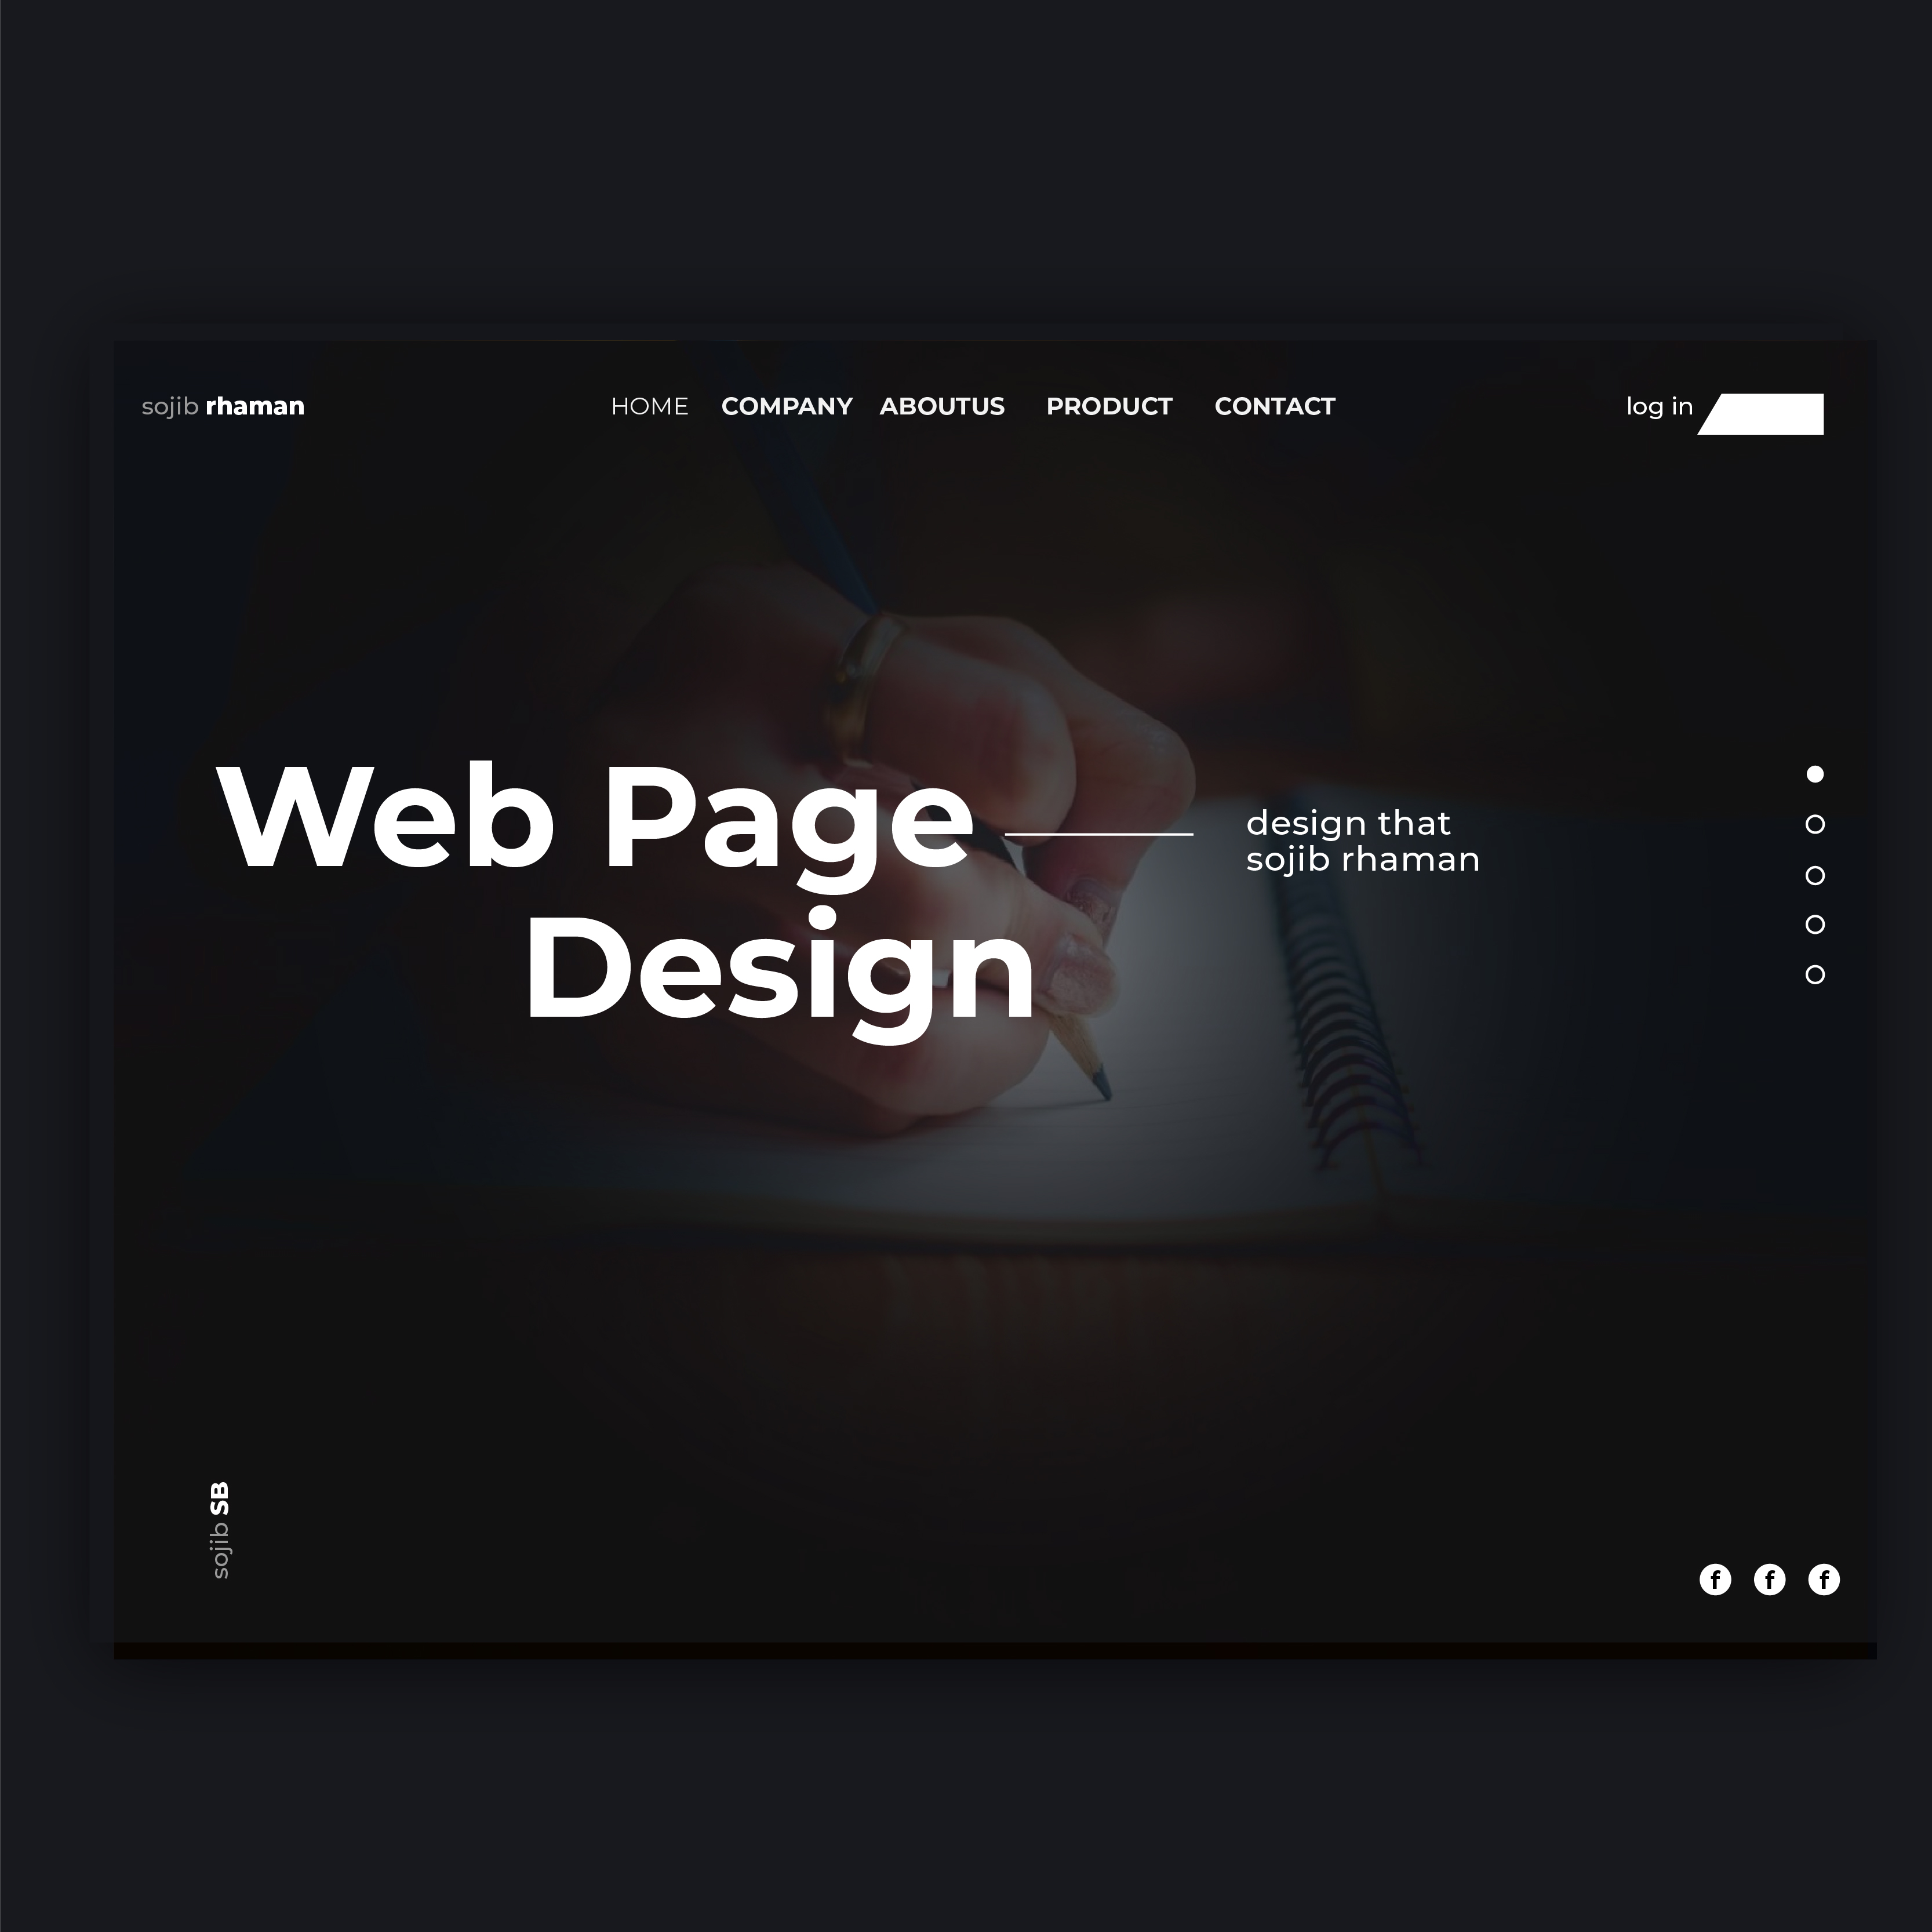 sojib rhaman
HOME COMPANY ABOUTUS PRODUCT CONTACT
log in
Web Page
Design
design that
sojib rhaman
sojib SB
f f f